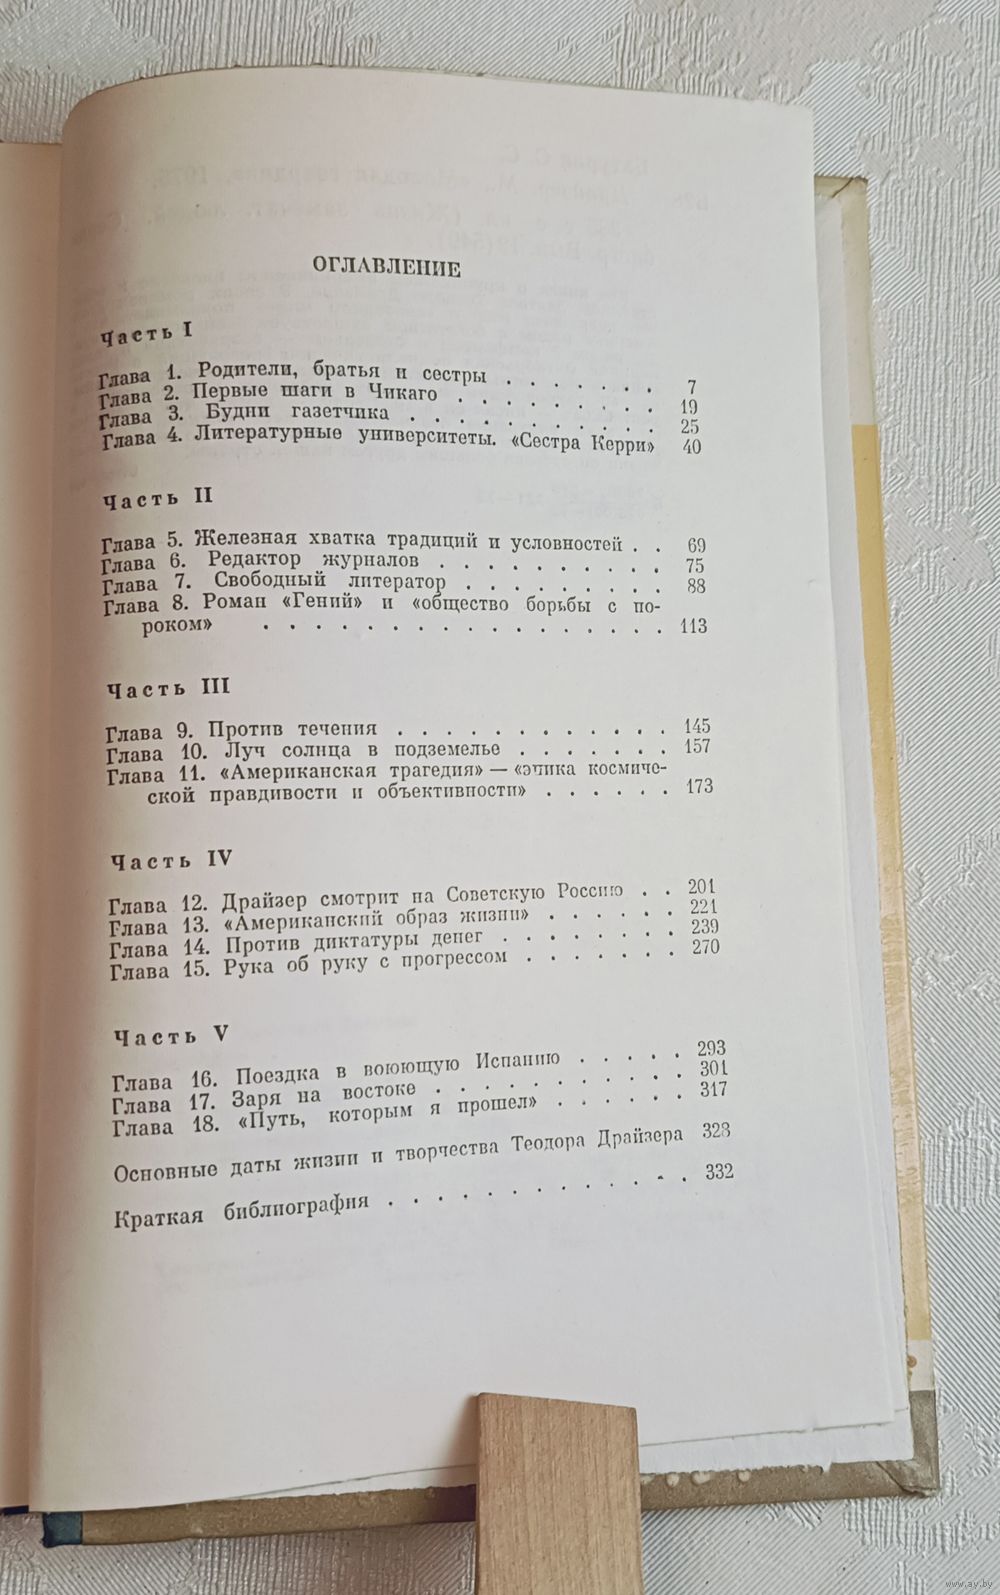 ОГЛАВЛЕНИЕ
Часть I
Глава 1. Родители, братья и сестры . . . . . . . 7
Глава 2. Первые шаги в Чикаго . . . . . . . . . 19
Глава 3. Будни газетчика . . . . . . . . . . . 25
Глава 4. Литературные университеты. «Сестра Керри» 40
Часть II
Глава 5. Железная хватка традиций и условностей . . 69
Глава 6. Редактор журналов . . . . . . . . . . 75
Глава 7. Свободный литератор . . . . . . . . . 88
Глава 8. Роман «Гений» и «общество борьбы с по-
роком» . . . . . . . . . . . . . . . . 113
Часть III
Глава 9. Против течения . . . . . . . . . . . 145
Глава 10. Луч солнца в подземелье . . . . . . . 157
Глава 11. «Американская трагедия» — «эпика космиче-
ской правдивости и объективности» . . . . . . 173
Часть IV
Глава 12. Драйзер смотрит на Советскую Россию . . 201
Глава 13. «Американский образ жизни» . . . . . . 221
Глава 14. Против диктатуры денег . . . . . . . . 239
Глава 15. Рука об руку с прогрессом . . . . . . . 270
Часть V
Глава 16. Поездка в воюющую Испанию . . . . . 293
Глава 17. Заря на востоке . . . . . . . . . . . 301
Глава 18. «Путь, которым я прошел» . . . . . . 317
Основные даты жизни и творчества Теодора Драйзера 328
Краткая библиография . . . . . . . . . . . . . 332
www.ay.by